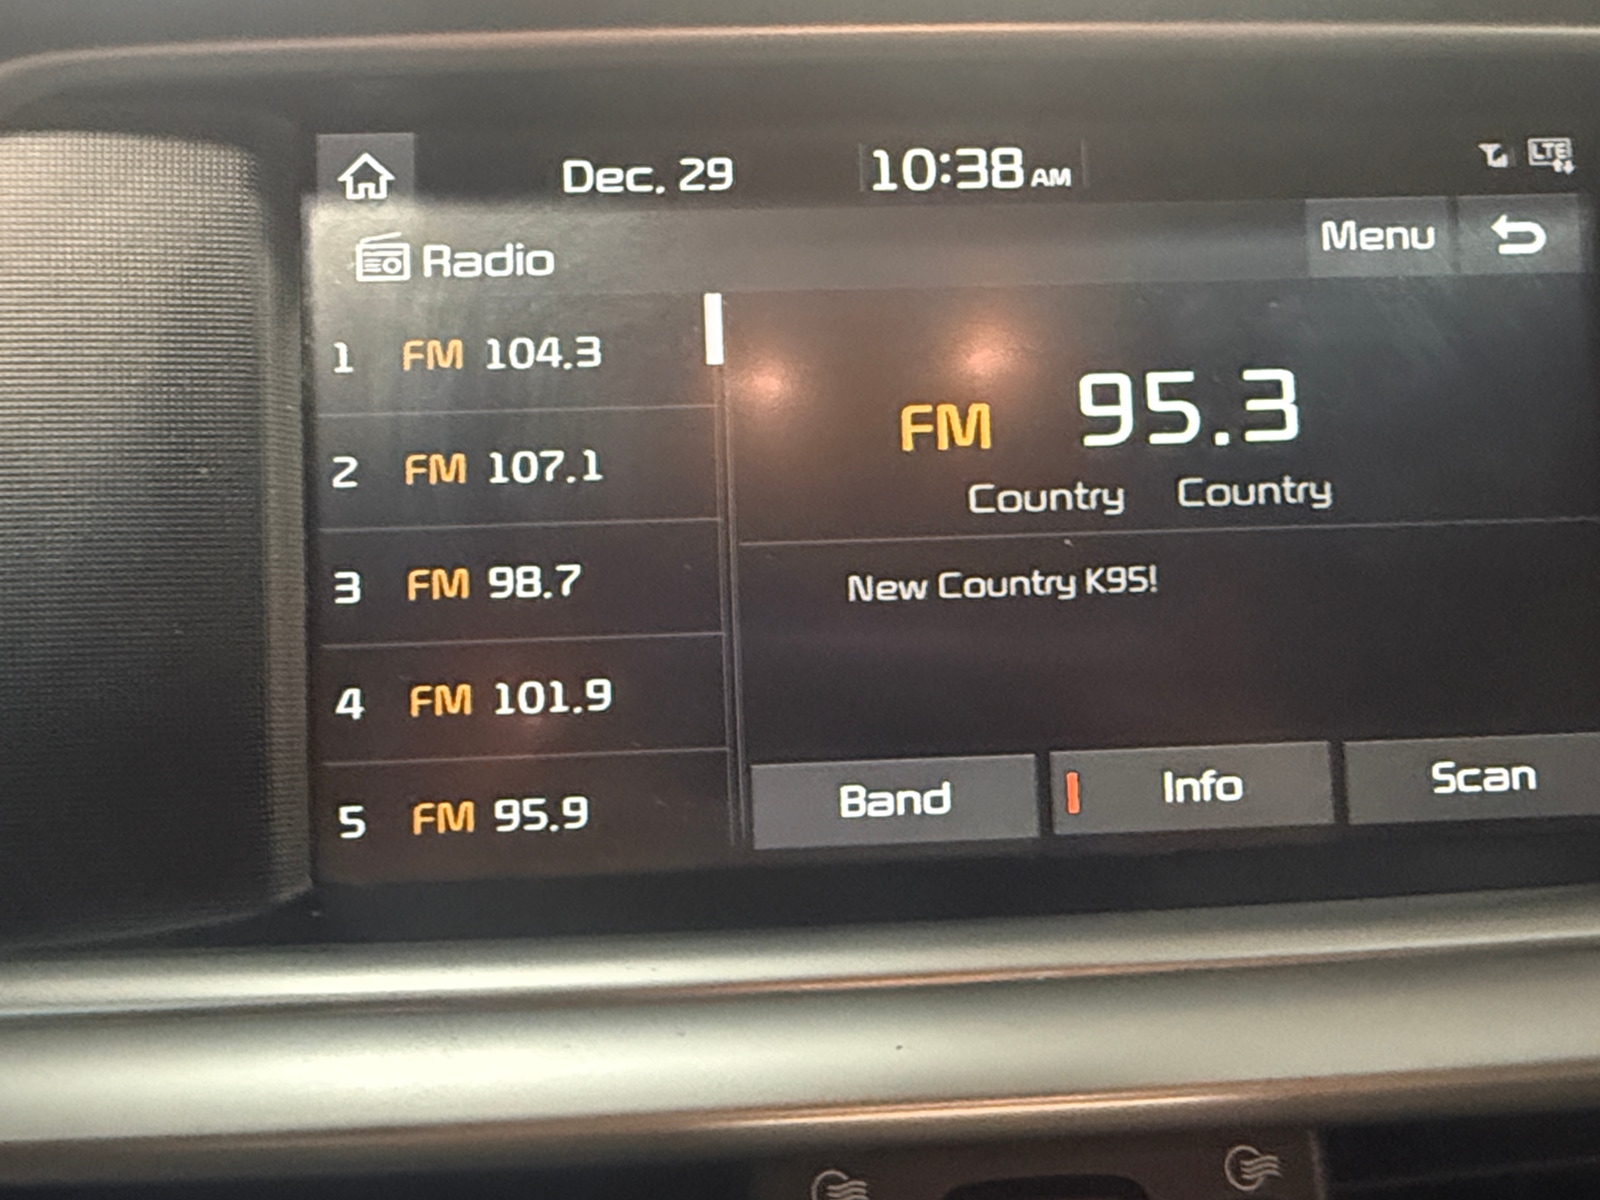 Dec. 29 10:38 AM LTE
Radio Menu
1 FM 104.3
2 FM 107.1
3 FM 98.7
4 FM 101.9
5 FM 95.9
FM 95.3
Country Country
New Country K95!
Band Info Scan